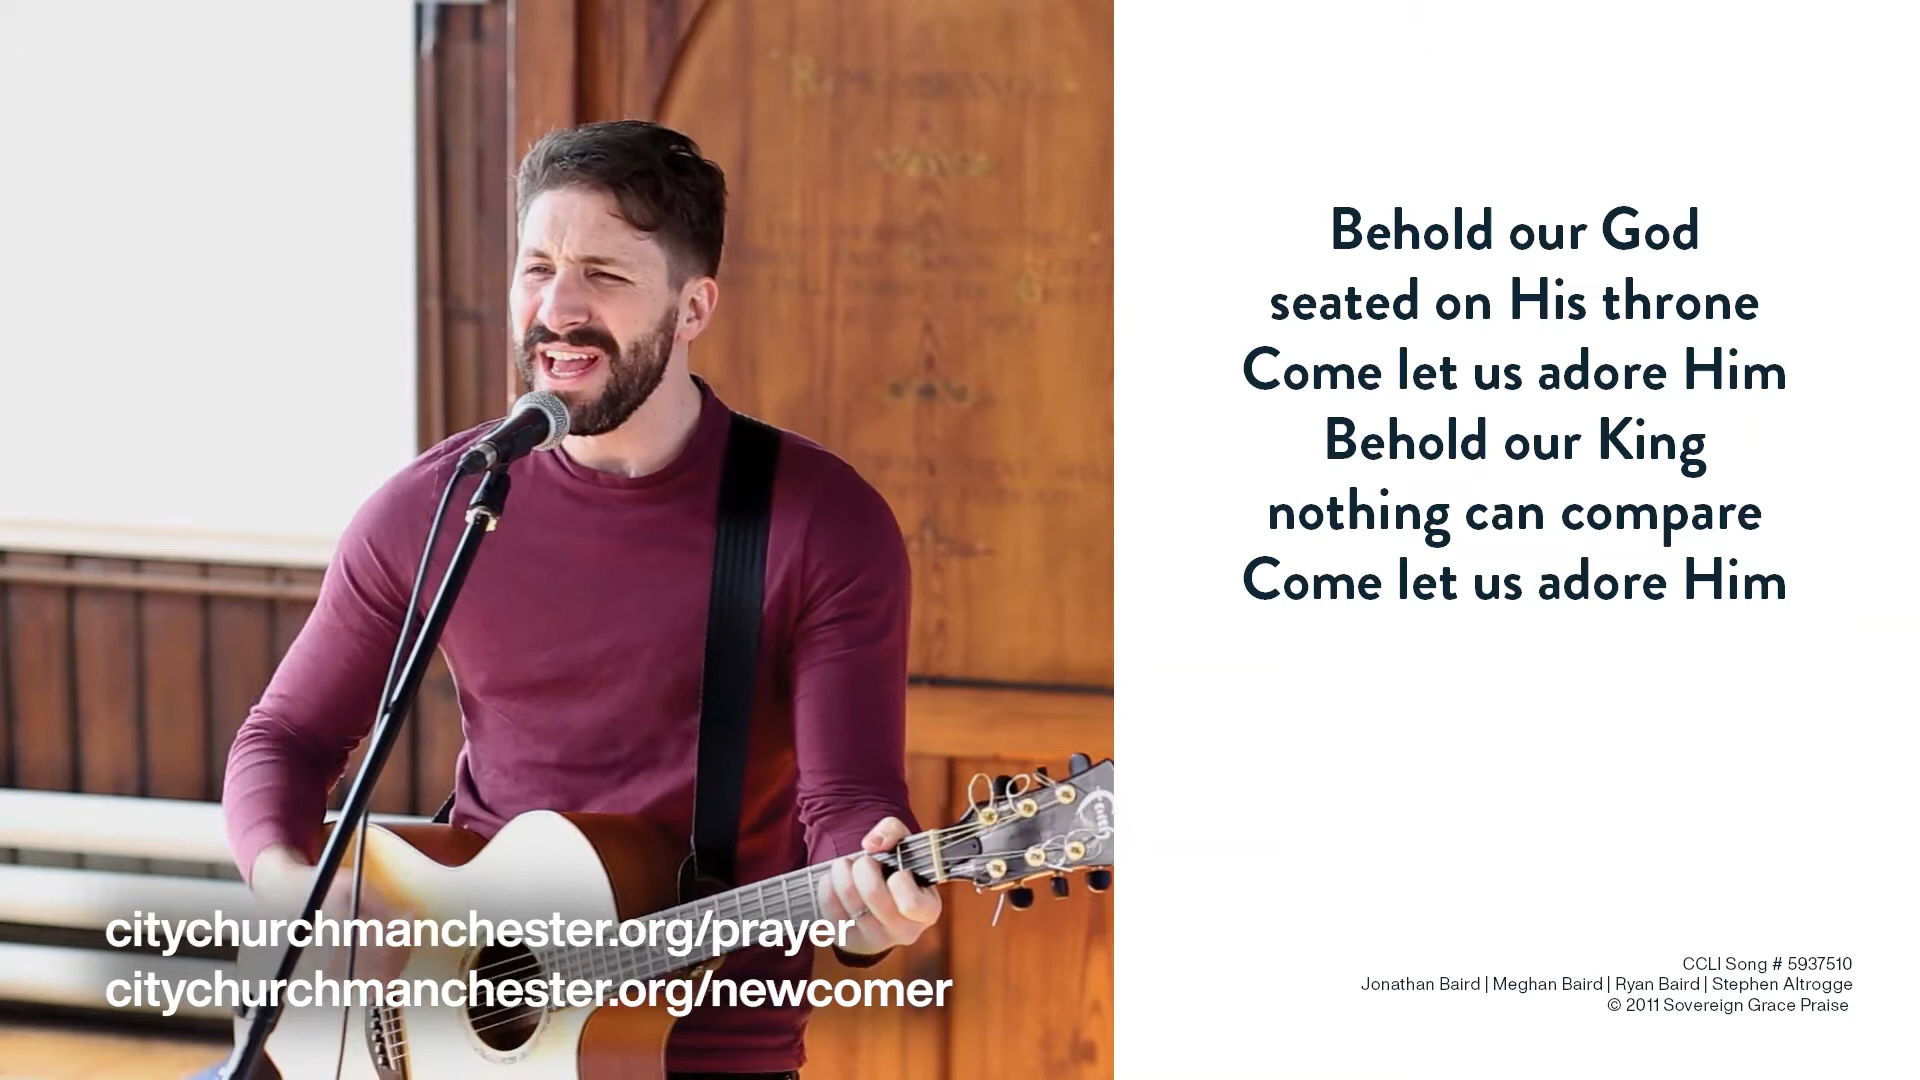 Behold our God
seated on His throne
Come let us adore Him
Behold our King
nothing can compare
Come let us adore Him
citychurchmanchester.org/prayer
citychurchmanchester.org/newcomer
CCLI Song # 5937510
Jonathan Baird | Meghan Baird | Ryan Baird | Stephen Altrogge
© 2011 Sovereign Grace Praise